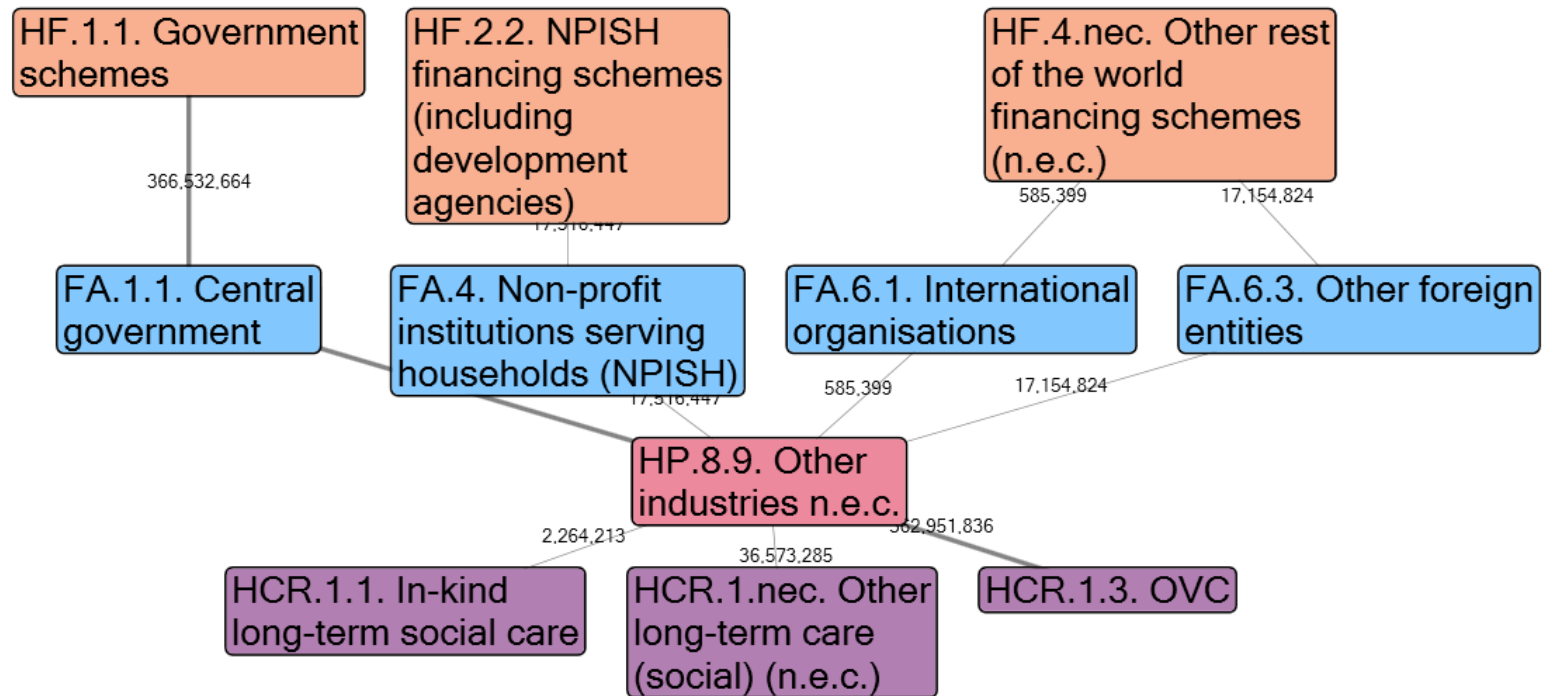 HF.1.1. Government
schemes
HF.2.2. NPISH
financing schemes
(including
development
agencies)
HF.4.nec. Other rest
of the world
financing schemes
(n.e.c.)
366,532,664
17,516,447
585,399
17,154,824
FA.1.1. Central
government
FA.4. Non-profit
institutions serving
households (NPISH)
FA.6.1. International
organisations
FA.6.3. Other foreign
entities
17,516,447
585,399
17,154,824
HP.8.9. Other
industries n.e.c.
2,264,213
36,573,285
362,951,836
HCR.1.1. In-kind
long-term social care
HCR.1.nec. Other
long-term care
(social) (n.e.c.)
HCR.1.3. OVC